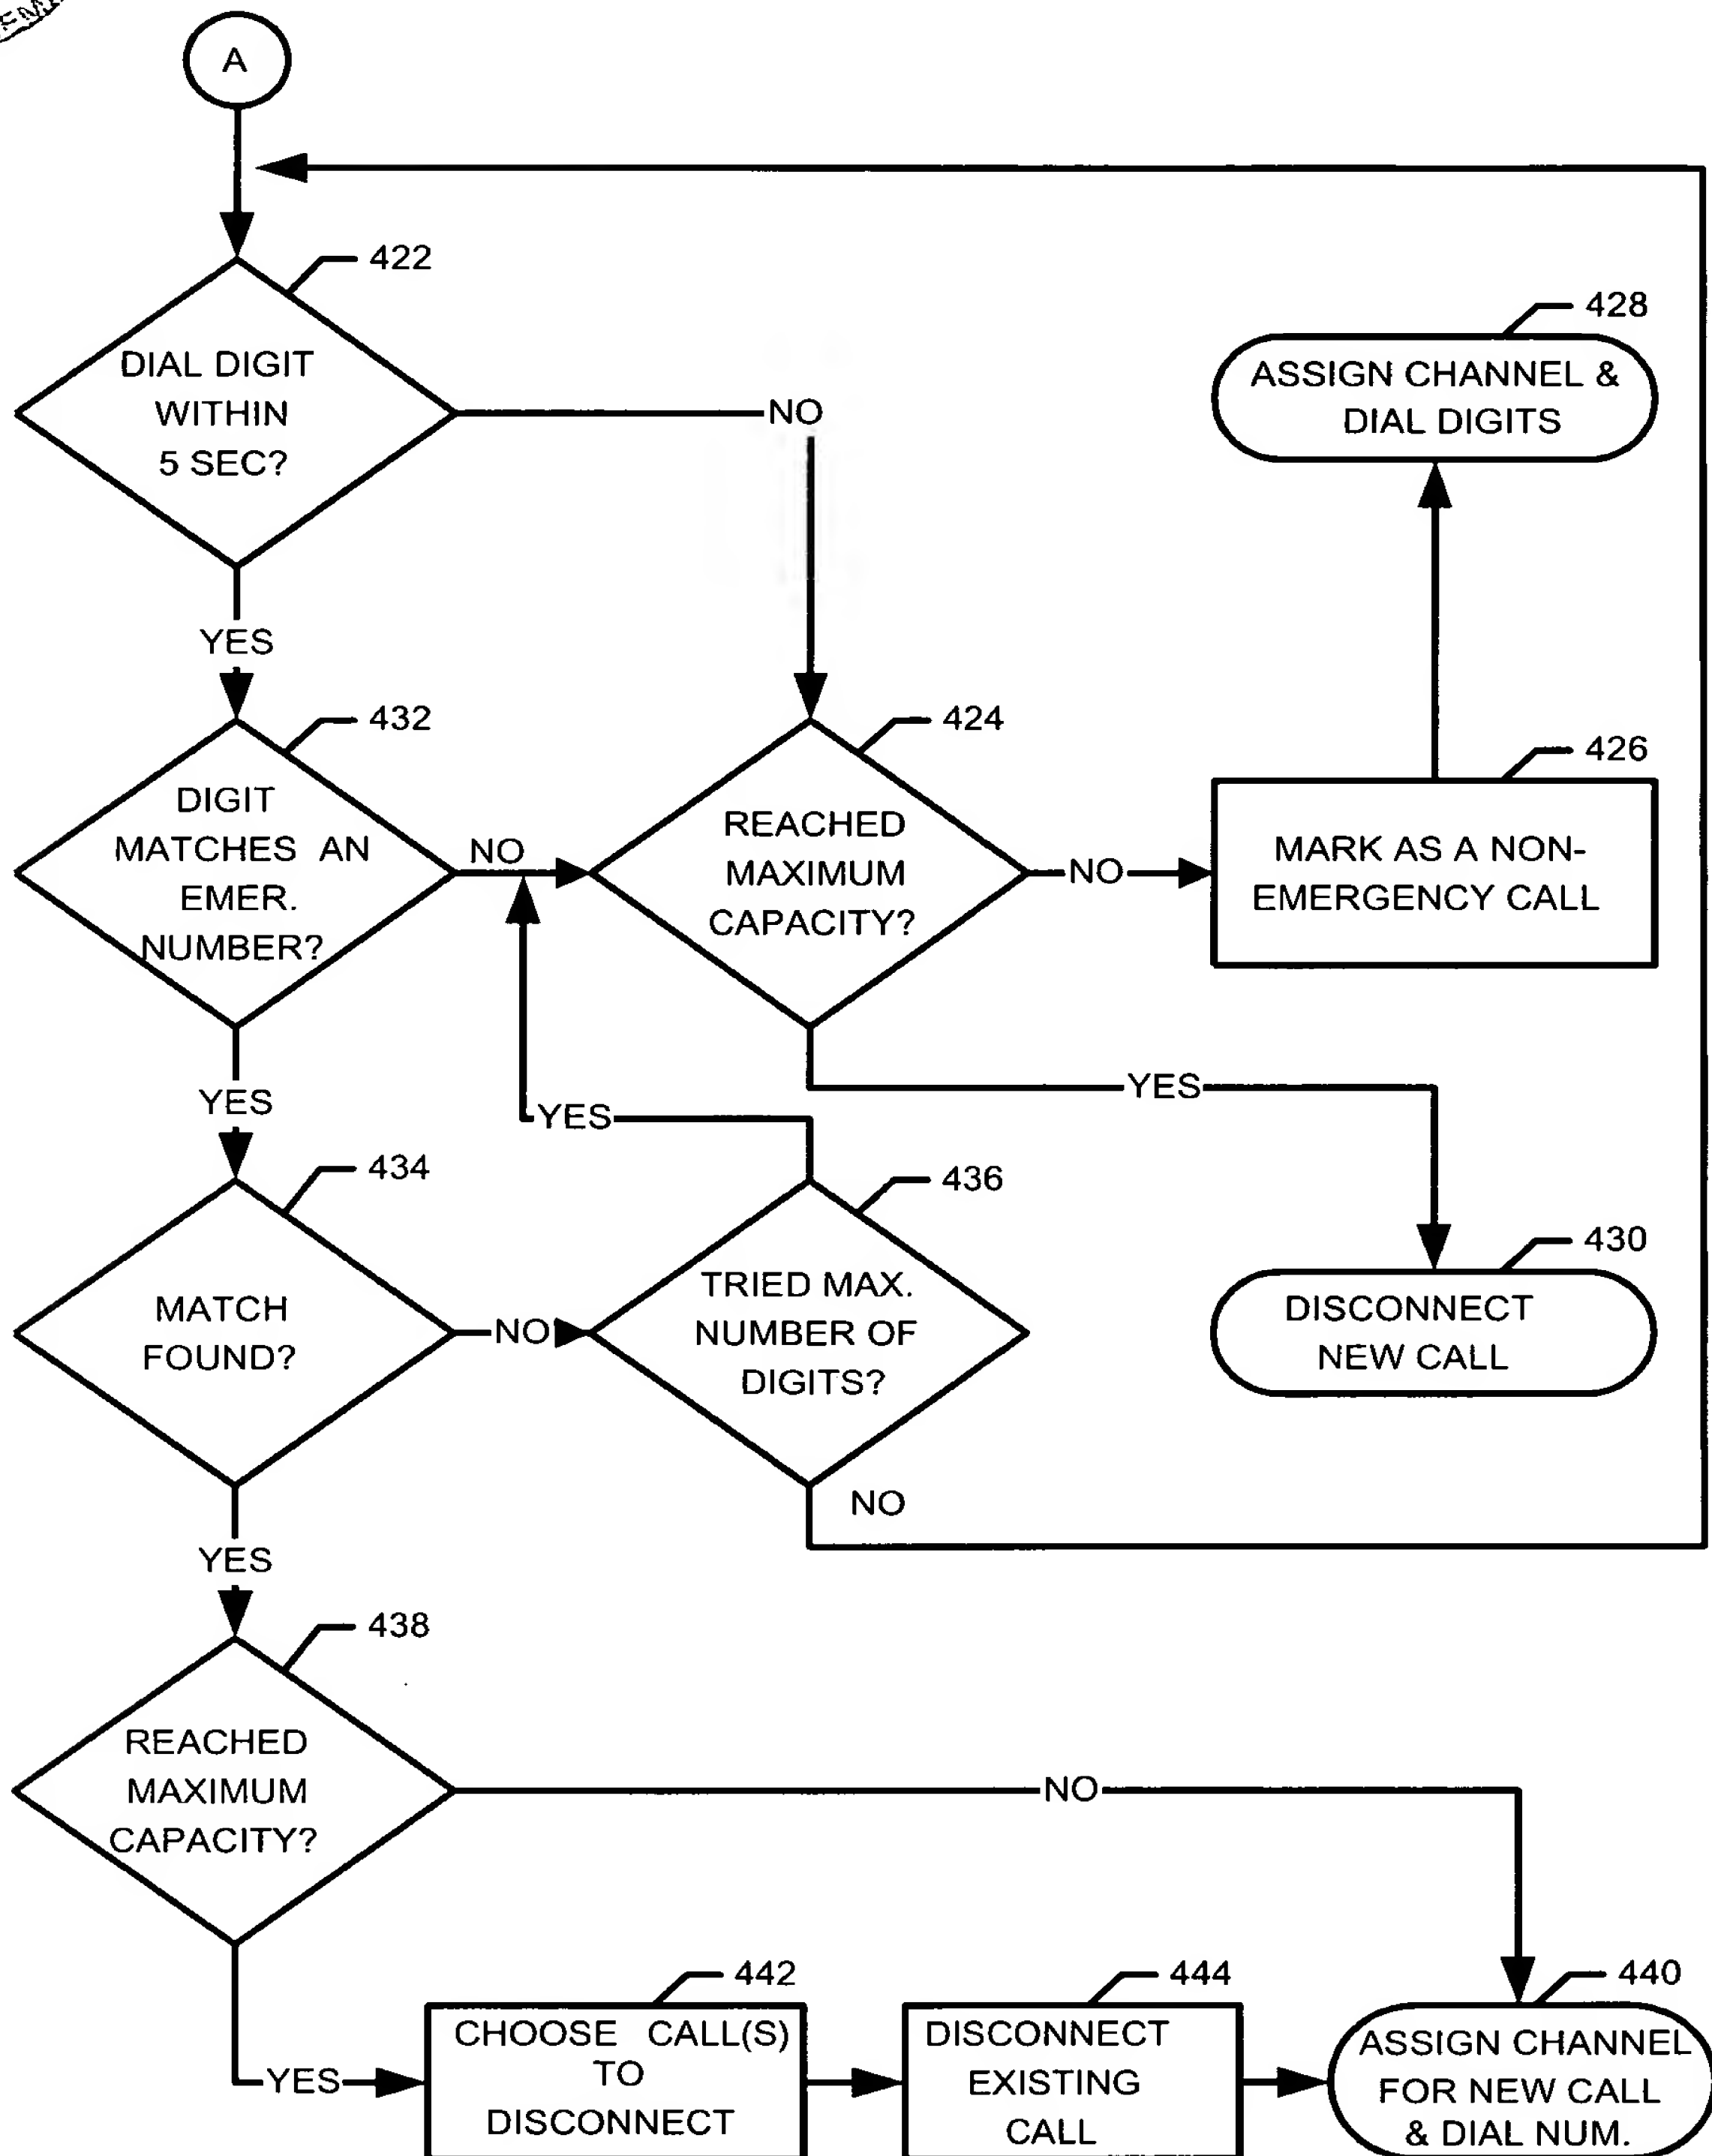 A
422
DIAL DIGIT
WITHIN
5 SEC?
NO
428
ASSIGN CHANNEL &
DIAL DIGITS
YES
432
DIGIT
MATCHES AN
EMER.
NUMBER?
NO
424
REACHED
MAXIMUM
CAPACITY?
NO
426
MARK AS A NON-
EMERGENCY CALL
YES
YES
YES
434
MATCH
FOUND?
NO
436
TRIED MAX.
NUMBER OF
DIGITS?
NO
430
DISCONNECT
NEW CALL
YES
438
REACHED
MAXIMUM
CAPACITY?
NO
YES
442
CHOOSE CALL(S)
TO
DISCONNECT
444
DISCONNECT
EXISTING
CALL
440
ASSIGN CHANNEL
FOR NEW CALL
& DIAL NUM.